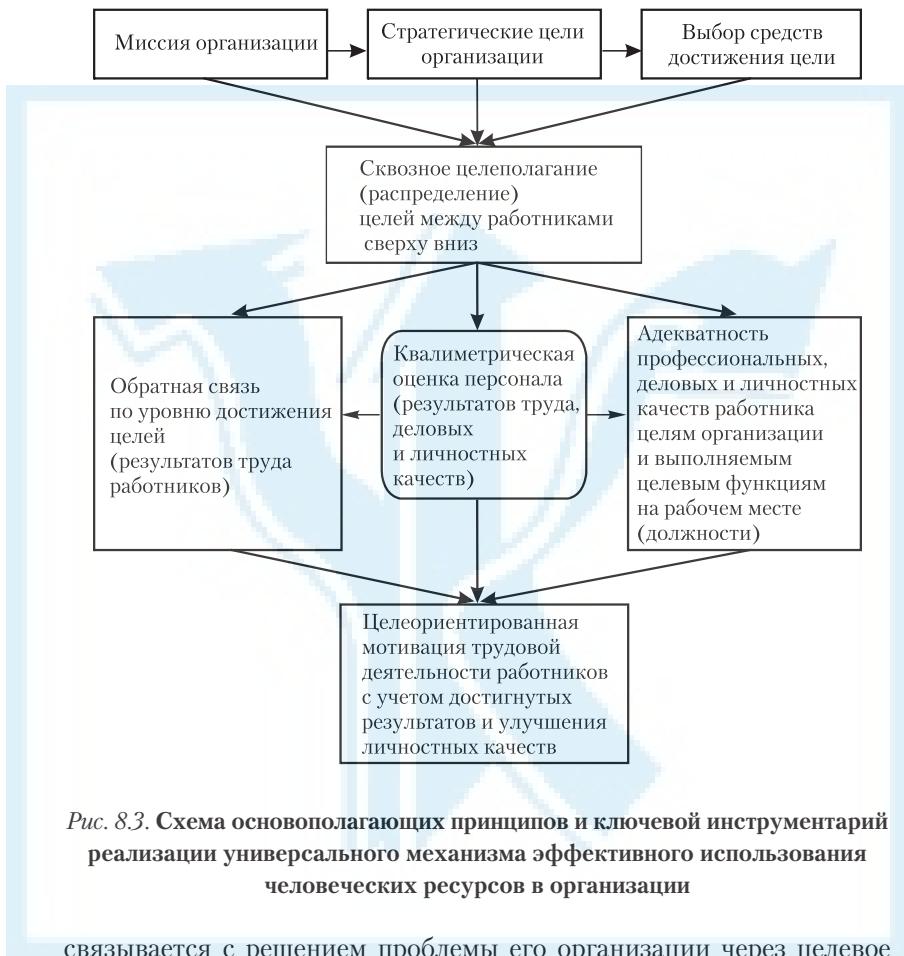 Миссия организации
Стратегические цели
организации
Выбор средств
достижения цели
Сквозное целеполагание
(распределение)
целей между работниками
сверху вниз
Обратная связь
по уровню достижения
целей
(результатов труда
работников)
Квалиметрическая
оценка персонала
(результатов труда,
деловых
и личностных
качеств)
Адекватность
профессиональных,
деловых и личностных
качеств работника
целям организации
и выполняемым
целевым функциям
на рабочем месте
(должности)
Целеориентированная
мотивация трудовой
деятельности работников
с учетом достигнутых
результатов и улучшения
личностных качеств
Рис. 8.3. Схема основополагающих принципов и ключевой инструментарий
реализации универсального механизма эффективного использования
человеческих ресурсов в организации
связывается с решением проблемы его организации через целевое